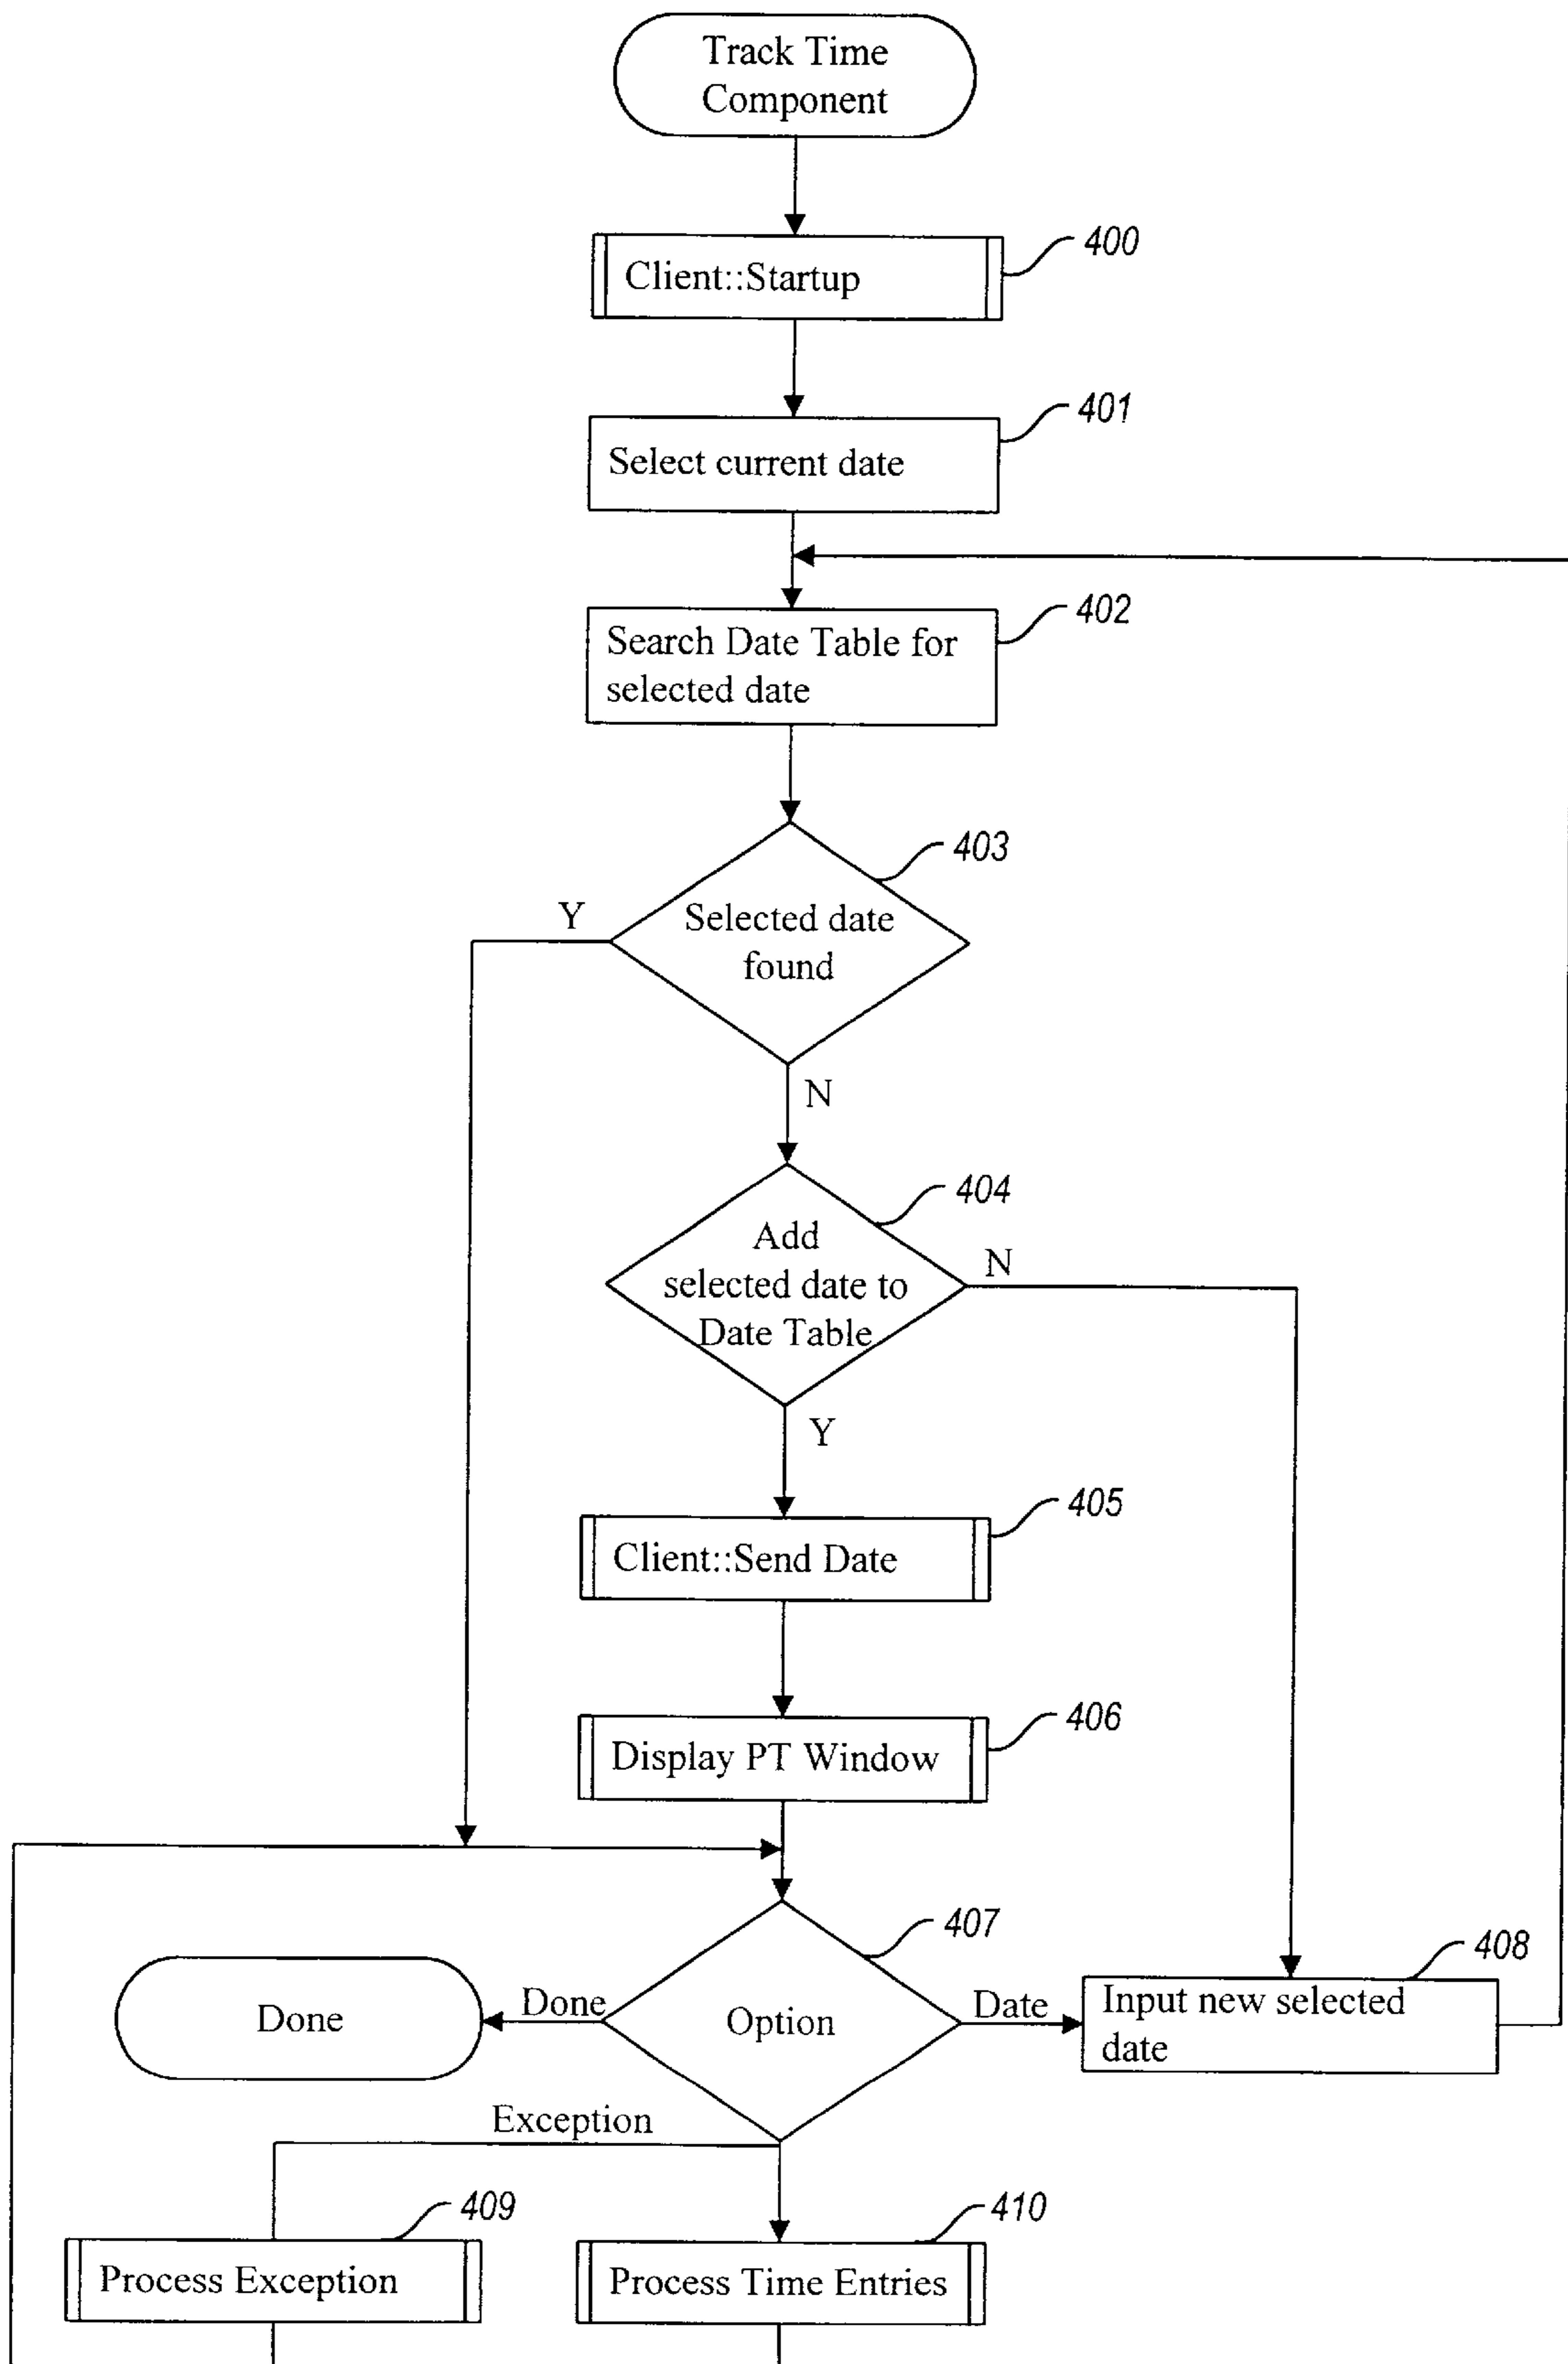 Track Time
Component
400
Client::Startup
401
Select current date
402
Search Date Table for
selected date
403
Y
Selected date
found
N
404
Add
selected date to
Date Table
N
Y
405
Client::Send Date
406
Display PT Window
407
408
Done
Done
Option
Date
Input new selected
date
Exception
409
410
Process Exception
Process Time Entries